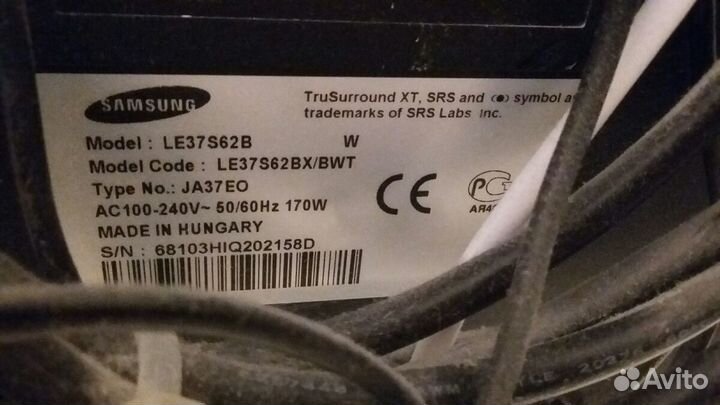 SAMSUNG
TruSurround XT, SRS and (●) symbol
trademarks of SRS Labs, Inc.
Model : LE37S62B W
Model Code : LE37S62BX/BWT
Type No.: JA37EO
AC100-240V~ 50/60Hz 170W
MADE IN HUNGARY
S/N : 68103HIQ202158D
CE
PG
Avito